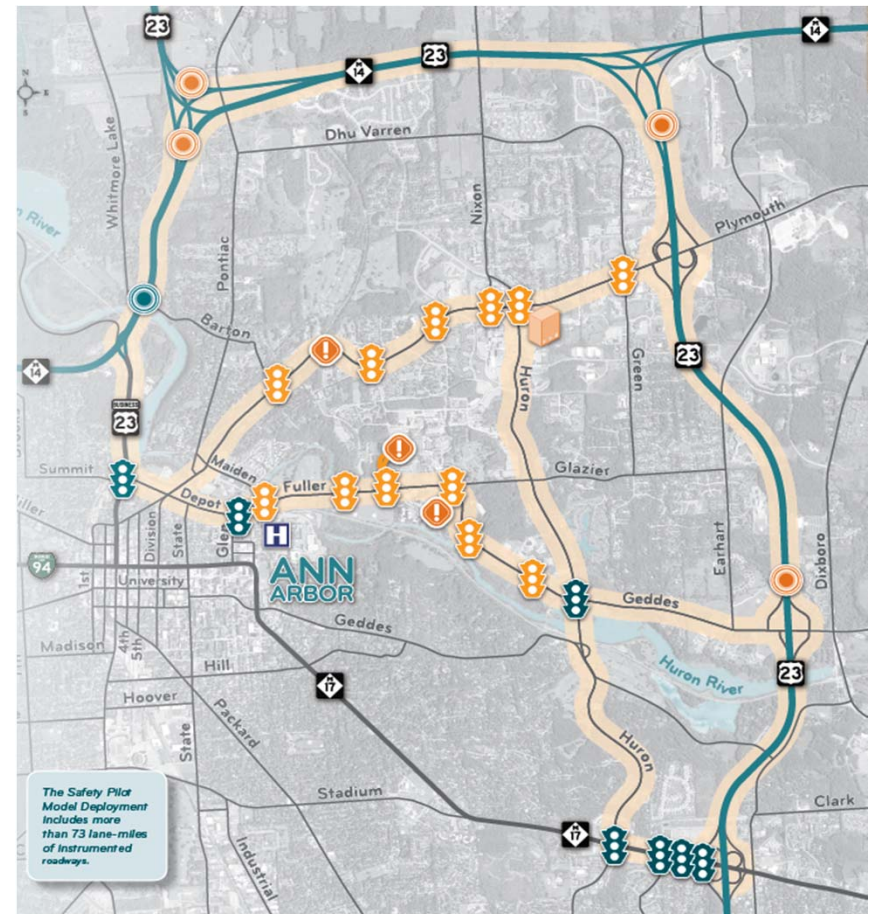 23
M
14
23
M
14
N
E
S
Dhu Varren
Whitmore Lake
Nixon
Plymouth
Pontiac
River
Barton
Green
23
M
14
Huron
BUSINESS
23
Summit
Maiden
Fuller
Glazier
Depot
Division
State
Glen
H
ANN
ARBOR
Earhart
Dixboro
94
1st
University
Geddes
Geddes
4th
5th
Madison
Hill
Huron River
23
M
17
Hoover
State
Packard
Huron
The Safety Pilot
Model Deployment
Includes more
than 73 lane-miles
of Instrumented
roadways.
Stadium
Clark
M
17
Industrial